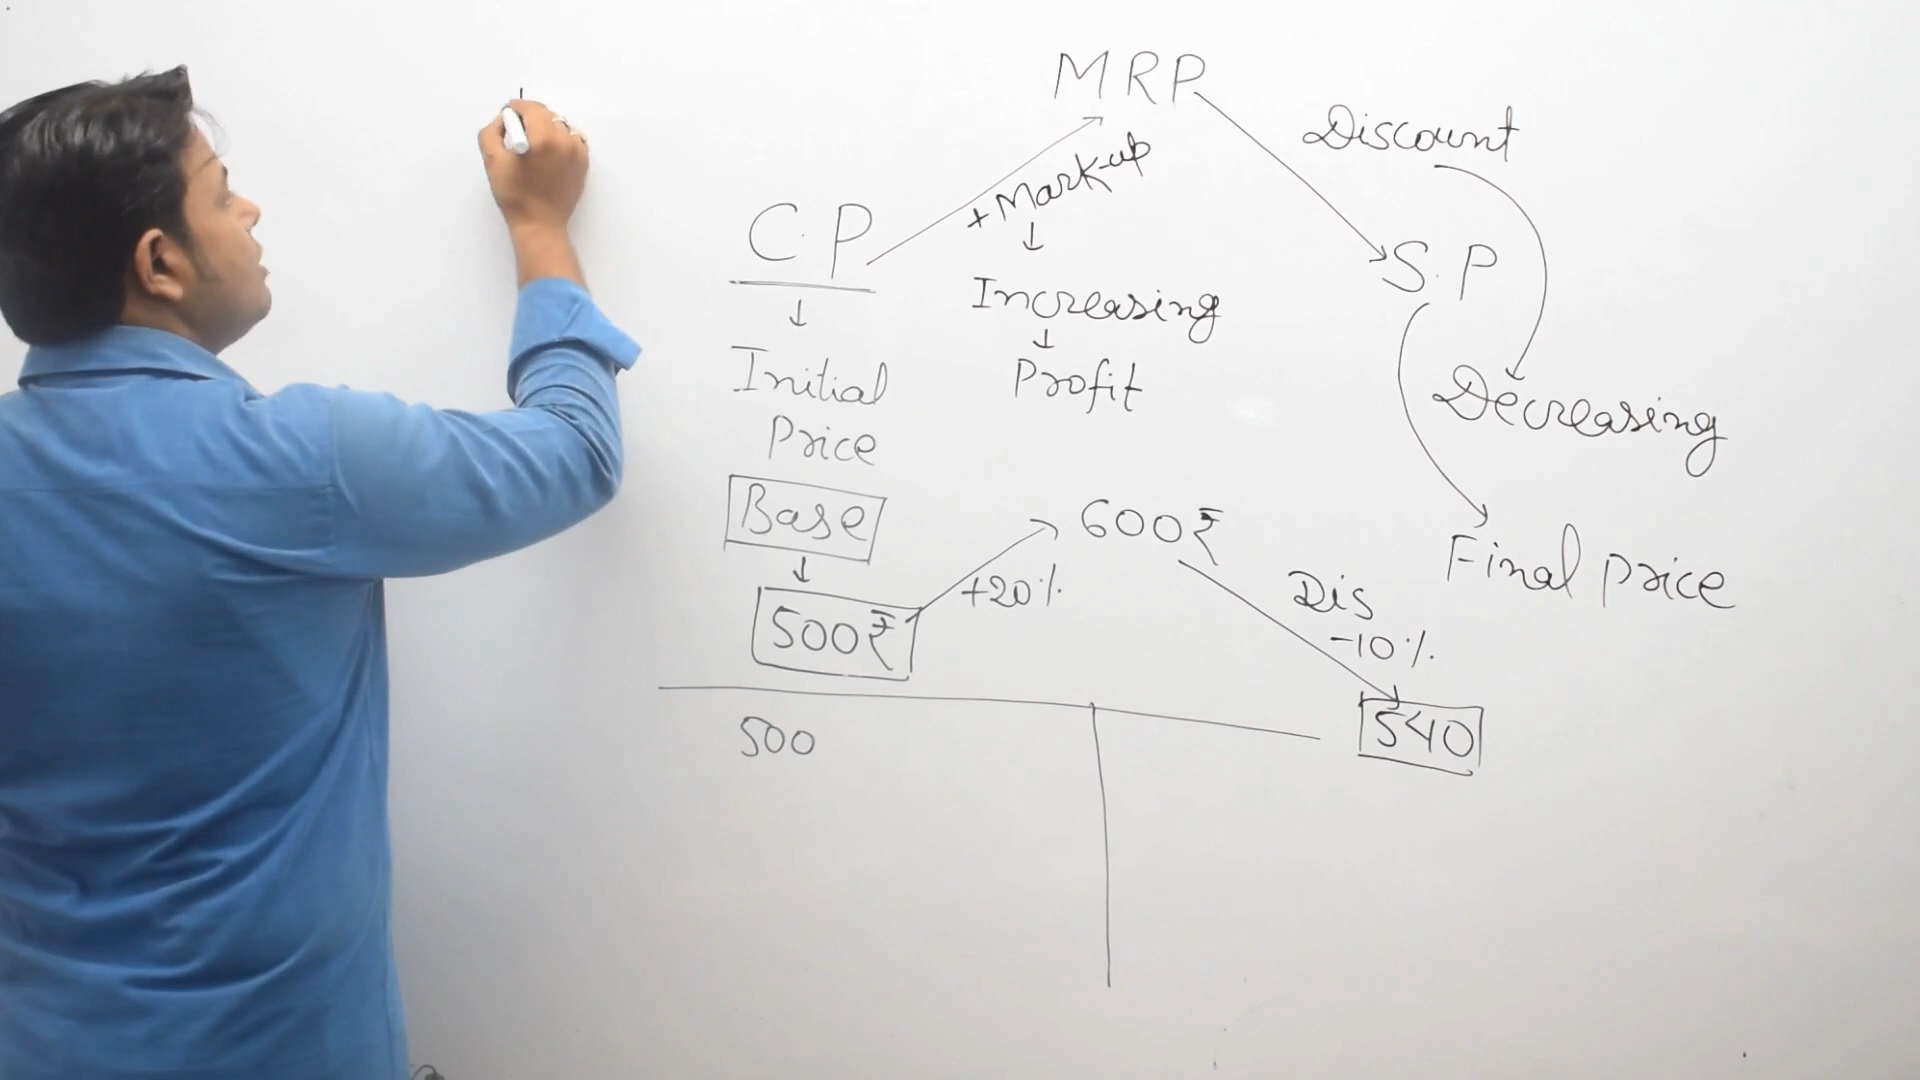 MRP
Discount
+ Mark-up
C.P
S.P
Increasing
Profit
Initial
Price
Decreasing
Base
600₹
Final price
+20%
Dis
-10%
500₹
540
500